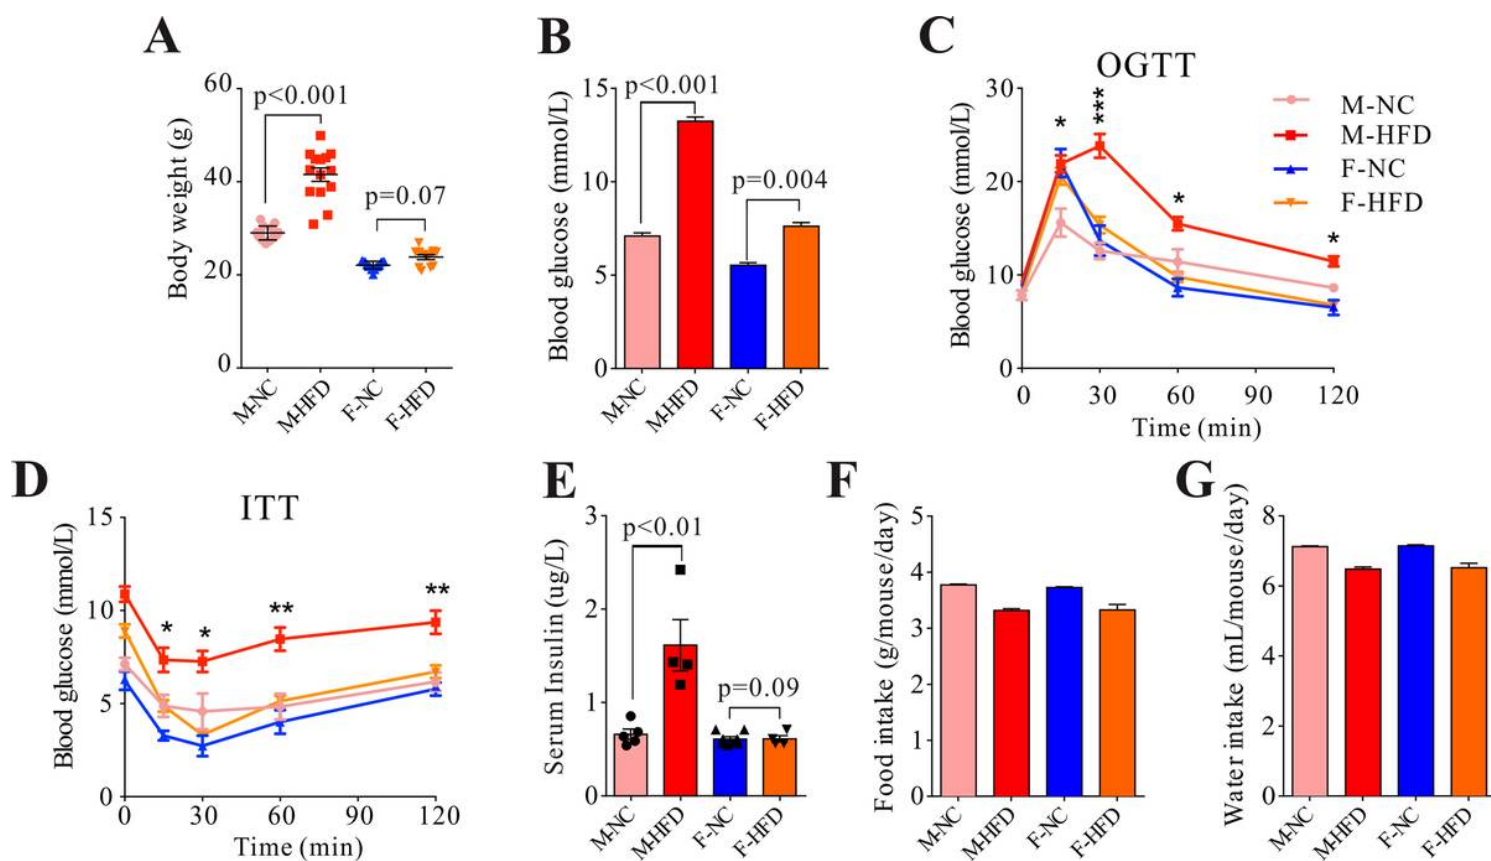 A
Body weight (g)
60
40
20
0
p<0.001
p=0.07
M-NC
M-HFD
F-NC
F-HFD
B
Blood glucose (mmol/L)
15
10
5
0
p<0.001
p=0.004
M-NC
M-HFD
F-NC
F-HFD
C
OGTT
Blood glucose (mmol/L)
30
20
10
0
*
***
*
*
0 30 60 90 120
Time (min)
M-NC
M-HFD
F-NC
F-HFD
D
ITT
Blood glucose (mmol/L)
15
10
5
0
*
*
**
**
0 30 60 90 120
Time (min)
E
Serum Insulin (ug/L)
3
2
1
0
p<0.01
p=0.09
M-NC
M-HFD
F-NC
F-HFD
F
Food intake (g/mouse/day)
5
4
3
2
1
0
M-NC
M-HFD
F-NC
F-HFD
G
Water intake (mL/mouse/day)
8
6
4
2
0
M-NC
M-HFD
F-NC
F-HFD